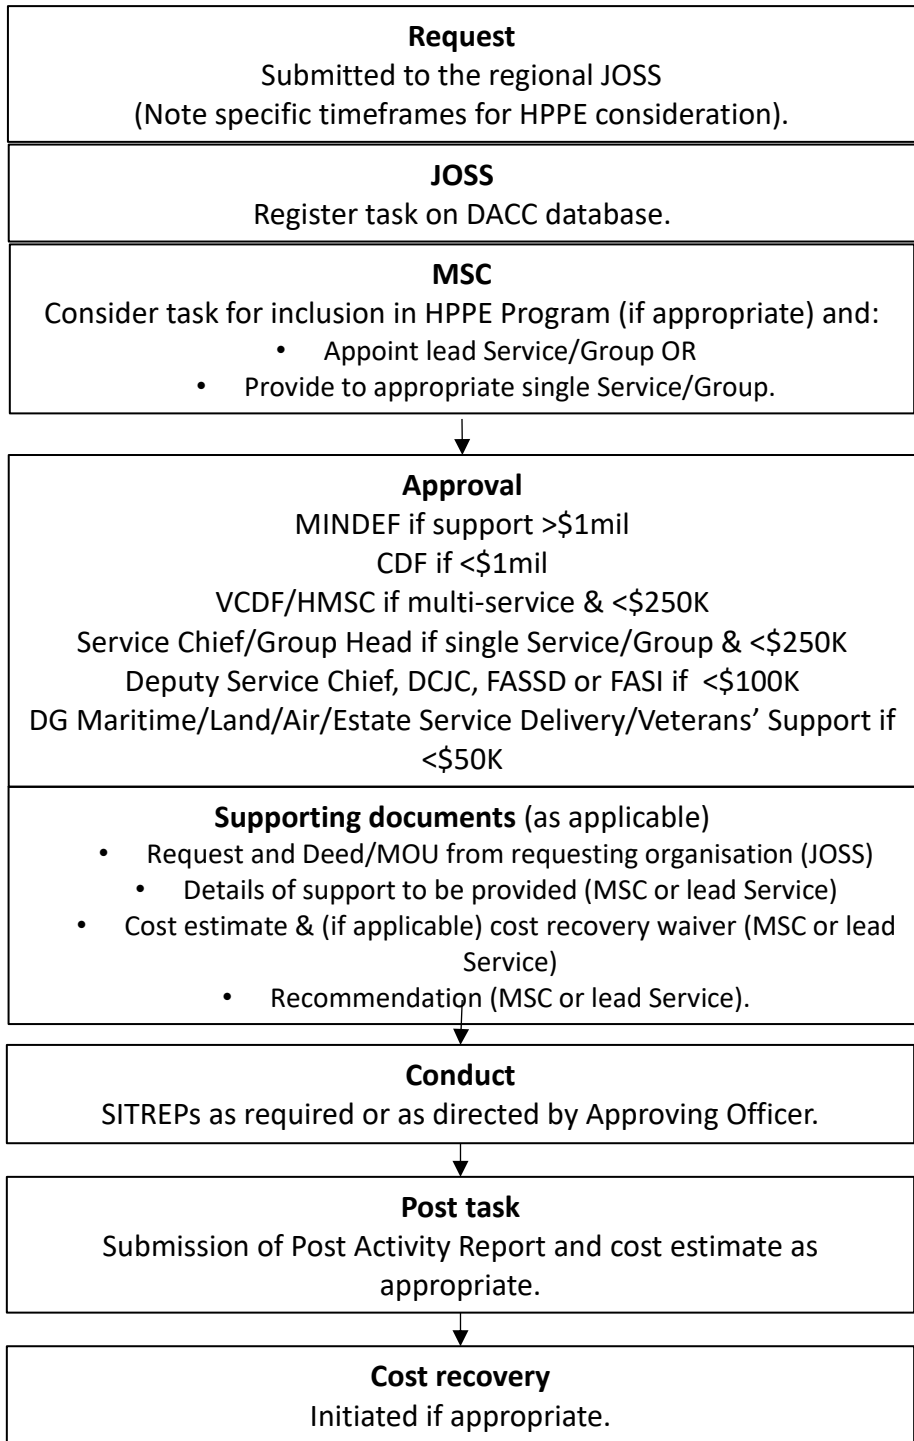 Request
Submitted to the regional JOSS
(Note specific timeframes for HPPE consideration).
JOSS
Register task on DACC database.
MSC
Consider task for inclusion in HPPE Program (if appropriate) and:
• Appoint lead Service/Group OR
• Provide to appropriate single Service/Group.
Approval
MINDEF if support >$1mil
CDF if <$1mil
VCDF/HMSC if multi-service & <$250K
Service Chief/Group Head if single Service/Group & <$250K
Deputy Service Chief, DCJC, FASSD or FASI if <$100K
DG Maritime/Land/Air/Estate Service Delivery/Veterans’ Support if
<$50K
Supporting documents (as applicable)
• Request and Deed/MOU from requesting organisation (JOSS)
• Details of support to be provided (MSC or lead Service)
• Cost estimate & (if applicable) cost recovery waiver (MSC or lead
Service)
• Recommendation (MSC or lead Service).
Conduct
SITREPs as required or as directed by Approving Officer.
Post task
Submission of Post Activity Report and cost estimate as
appropriate.
Cost recovery
Initiated if appropriate.